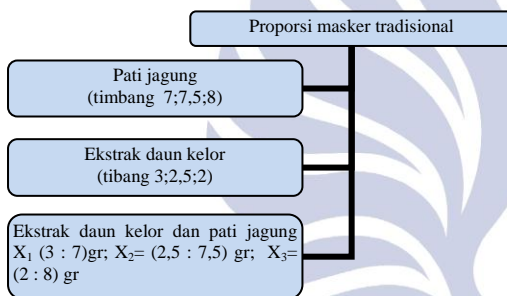 Proporsi masker tradisional
Pati jagung
(timbang 7;7,5;8)
Ekstrak daun kelor
(tibang 3;2,5;2)
Ekstrak daun kelor dan pati jagung
X₁ (3 : 7)gr; X₂= (2,5 : 7,5) gr; X₃=
(2 : 8) gr